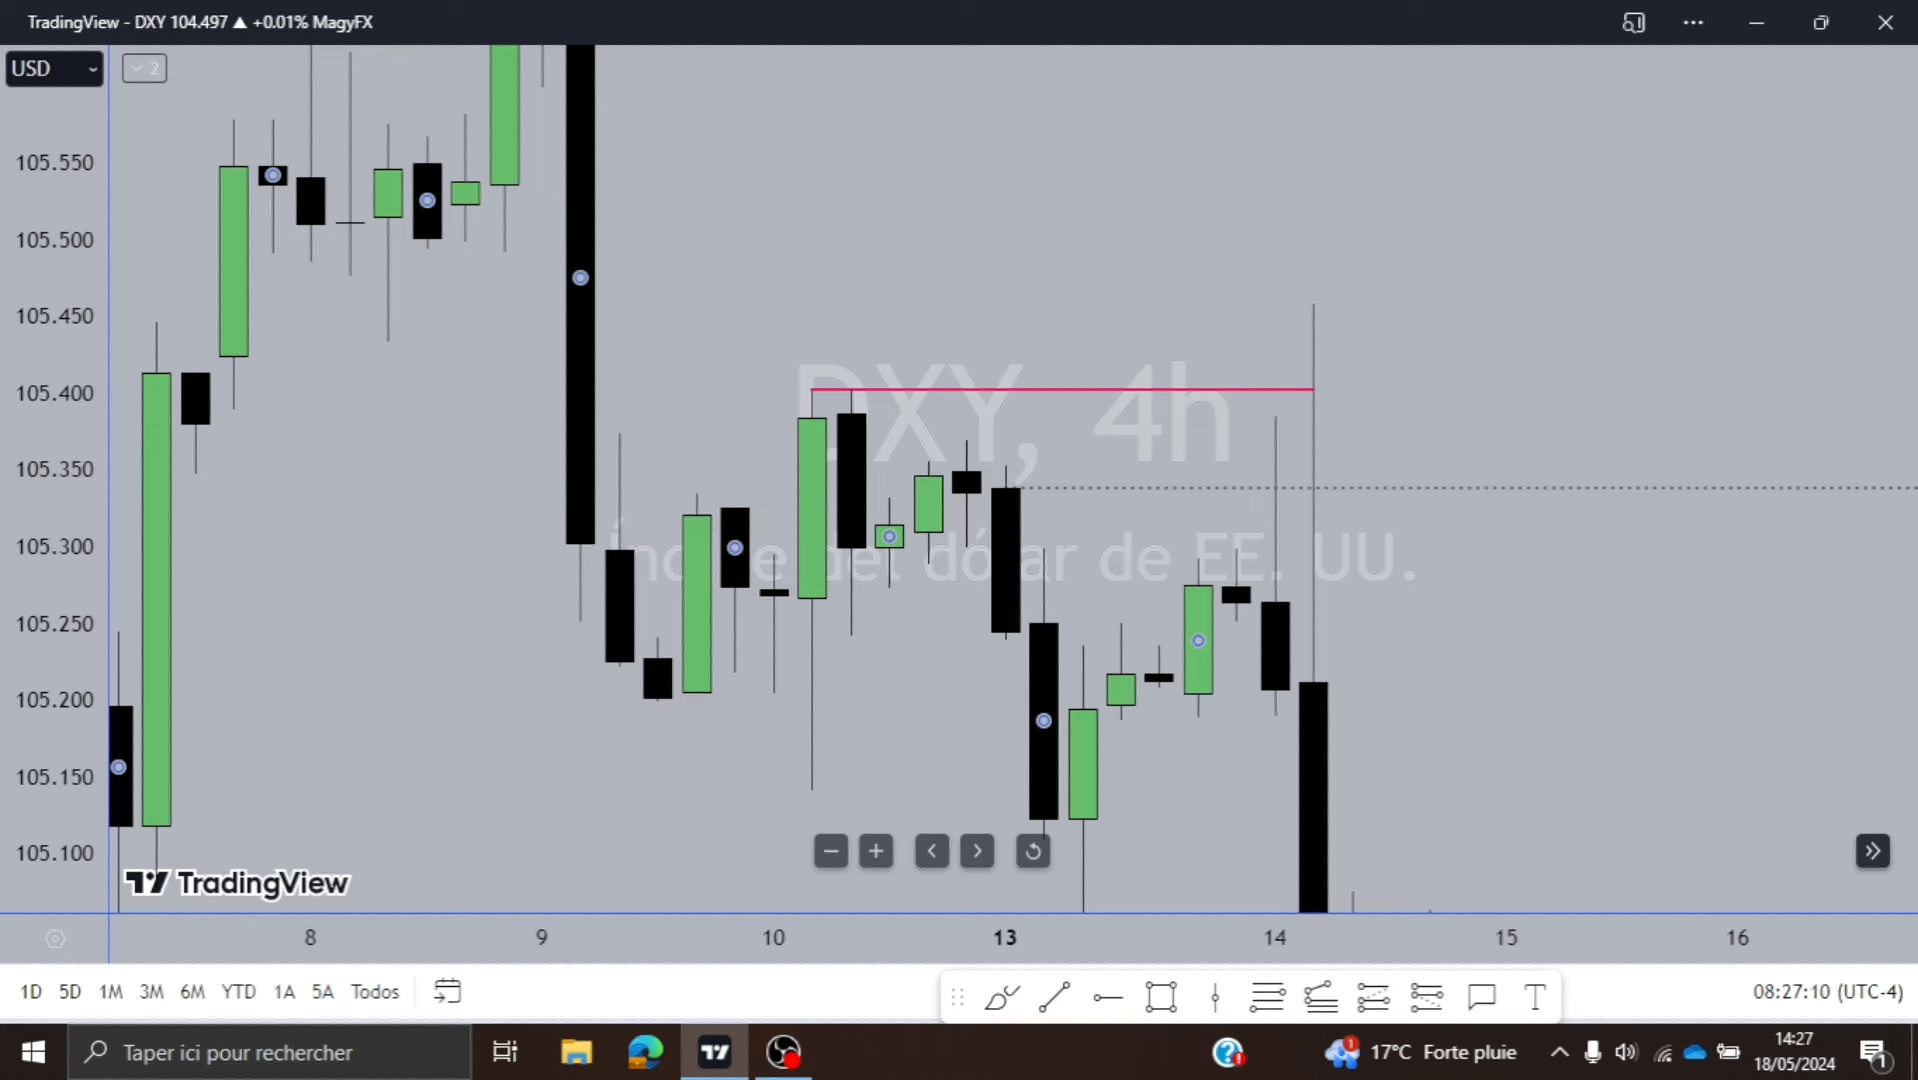 TradingView - DXY 104.497 ▲ +0.01% MagyFX
USD
2
105.550
105.500
105.450
105.400
105.350
105.300
105.250
105.200
105.150
105.100
DXY, 4h
Índice del dólar de EE. UU.
TradingView
8 9 10 13 14 15 16
1D 5D 1M 3M 6M YTD 1A 5A Todos
08:27:10 (UTC-4)
Taper ici pour rechercher
1
17°C Forte pluie
14:27
18/05/2024
1